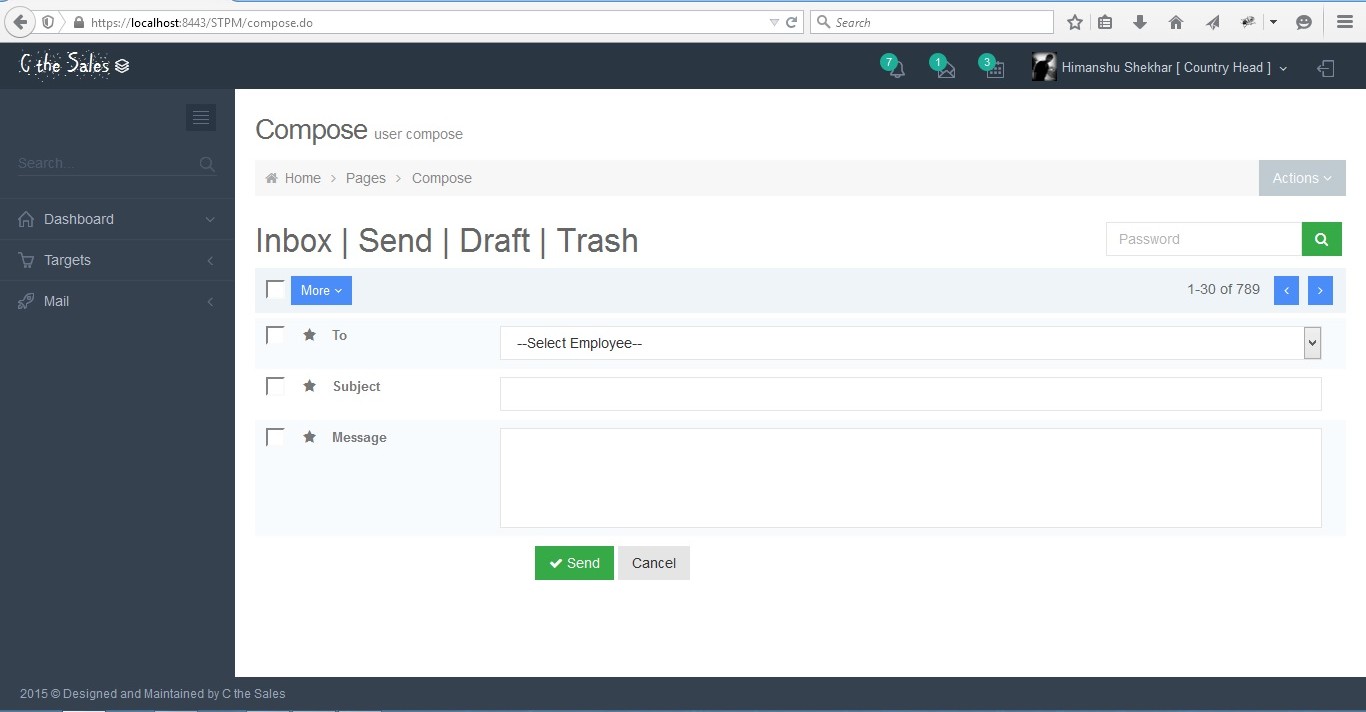 https://localhost:8443/STPM/compose.do
Search
C the Sales
7
1
3
Himanshu Shekhar [ Country Head ]
Search...
Dashboard
Targets
Mail
Compose user compose
Home > Pages > Compose
Actions
Inbox | Send | Draft | Trash
Password
More
1-30 of 789
To
--Select Employee--
Subject
Message
Send
Cancel
2015 © Designed and Maintained by C the Sales